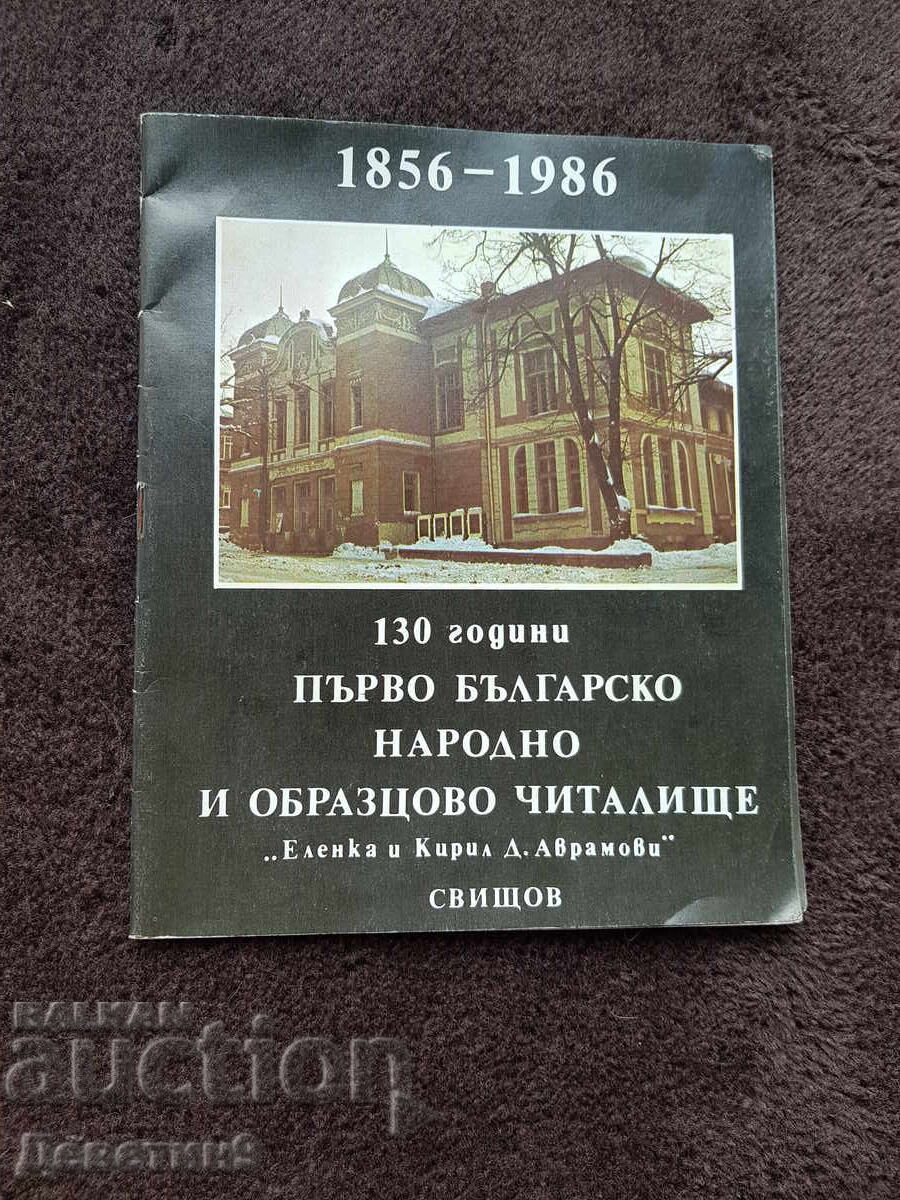 1856 – 1986
130 години
ПЪРВО БЪЛГАРСКО
НАРОДНО
И ОБРАЗЦОВО ЧИТАЛИЩЕ
„Еленка и Кирил Д. Аврамови"
СВИЩОВ
BALKAN
auction
Деветин9